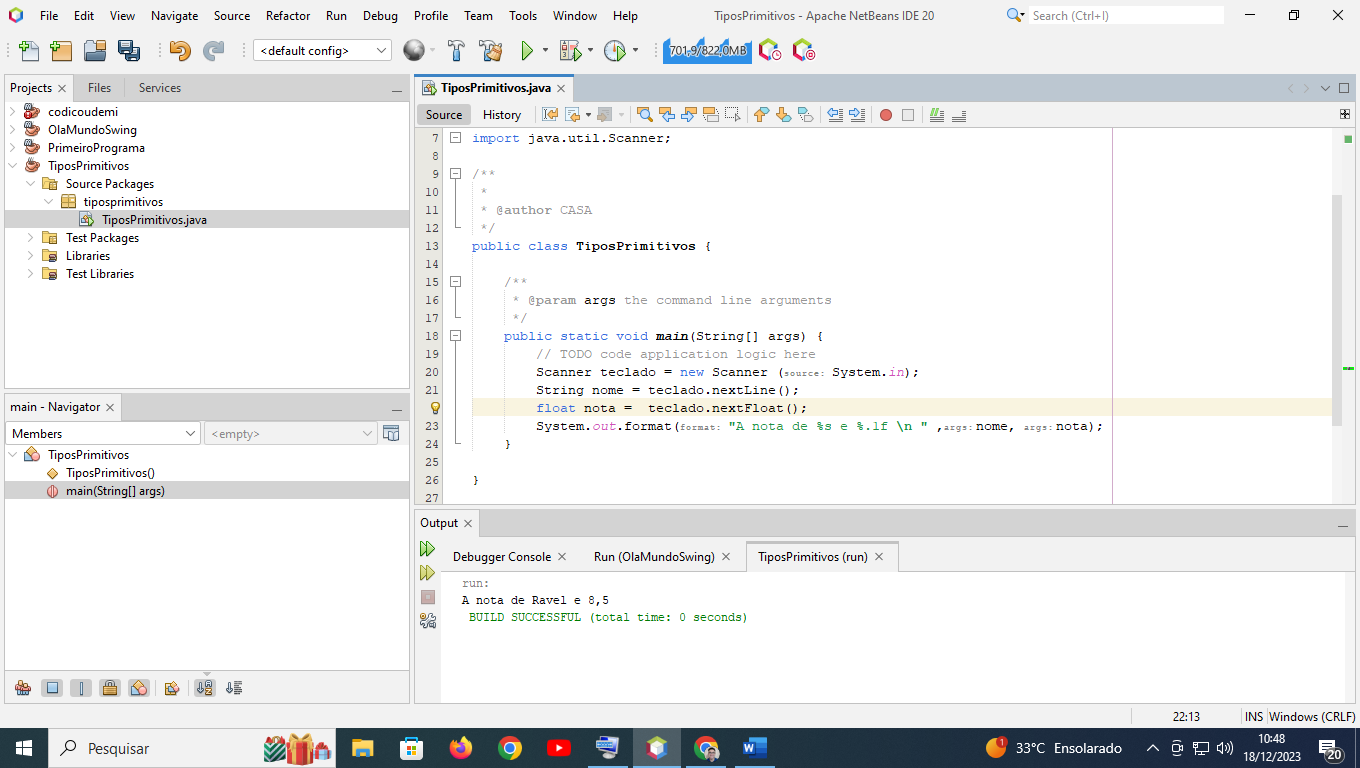 File Edit View Navigate Source Refactor Run Debug Profile Team Tools Window Help TiposPrimitivos - Apache NetBeans IDE 20 Search (Ctrl+I)
<default config> 701,9/822,0MB
Projects Files Services
codicoudemi
OlaMundoSwing
PrimeiroPrograma
TiposPrimitivos
Source Packages
tiposprimitivos
TiposPrimitivos.java
Test Packages
Libraries
Test Libraries
main - Navigator
Members <empty>
TiposPrimitivos
TiposPrimitivos()
main(String[] args)
TiposPrimitivos.java
Source History
7 import java.util.Scanner;
8
9 /**
10 *
11 * @author CASA
12 */
13 public class TiposPrimitivos {
14
15 /**
16 * @param args the command line arguments
17 */
18 public static void main(String[] args) {
19 // TODO code application logic here
20 Scanner teclado = new Scanner (source: System.in);
21 String nome = teclado.nextLine();
float nota = teclado.nextFloat();
23 System.out.format(format: "A nota de %s e %.1f \n " ,args: nome, args: nota);
24 }
25
26 }
27
Output
Debugger Console Run (OlaMundoSwing) TiposPrimitivos (run)
run:
A nota de Ravel e 8,5
BUILD SUCCESSFUL (total time: 0 seconds)
22:13 INS Windows (CRLF)
Pesquisar
1 33°C Ensolarado
10:48
18/12/2023
20